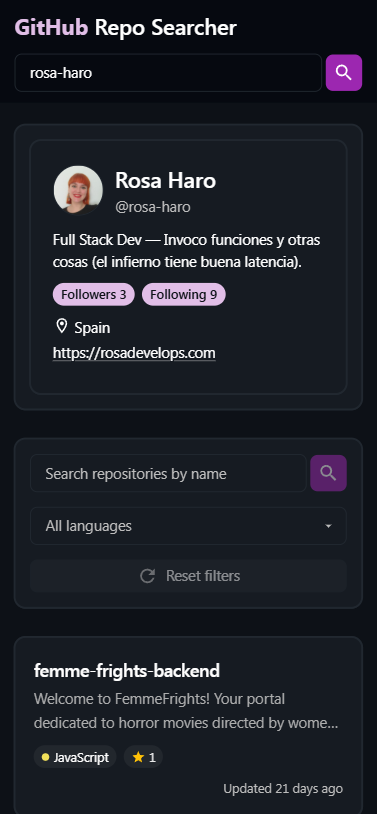 GitHub Repo Searcher
rosa-haro
Rosa Haro
@rosa-haro
Full Stack Dev — Invoco funciones y otras
cosas (el infierno tiene buena latencia).
Followers 3 Following 9
Spain
https://rosadevelops.com
Search repositories by name
All languages
Reset filters
femme-frights-backend
Welcome to FemmeFrights! Your portal
dedicated to horror movies directed by wome...
JavaScript 1
Updated 21 days ago